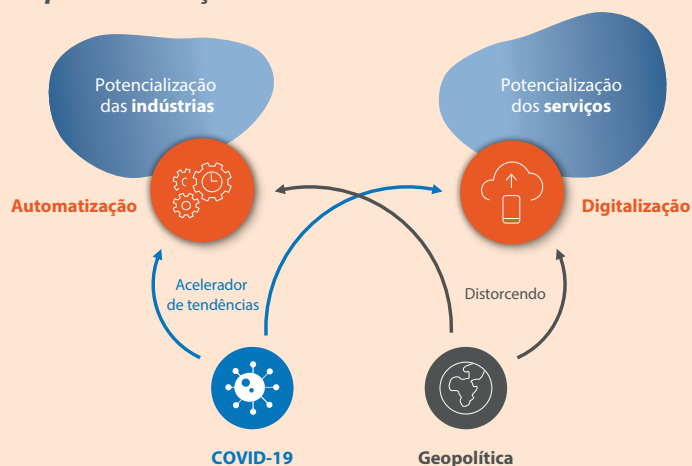 Potencialização
das indústrias
Potencialização
dos serviços
Automatização
Digitalização
Acelerador
de tendências
Distorcendo
COVID-19
Geopolítica